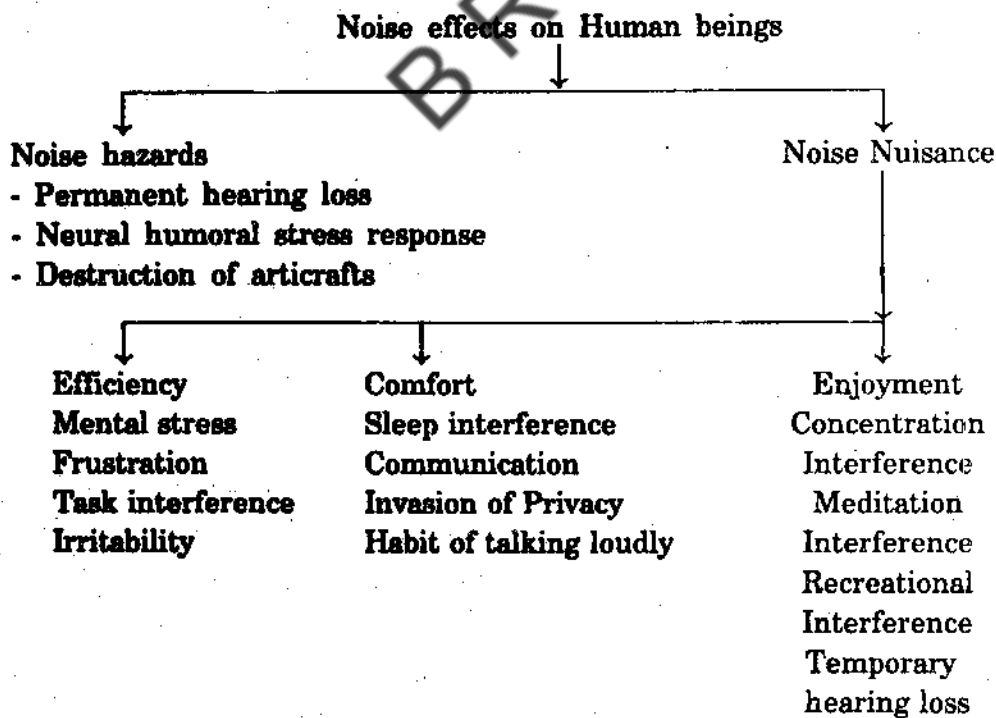 Noise effects on Human beings
Noise hazards
- Permanent hearing loss
- Neural humoral stress response
- Destruction of articrafts
Noise Nuisance
Efficiency
Mental stress
Frustration
Task interference
Irritability
Comfort
Sleep interference
Communication
Invasion of Privacy
Habit of talking loudly
Enjoyment
Concentration
Interference
Meditation
Interference
Recreational
Interference
Temporary
hearing loss
B R